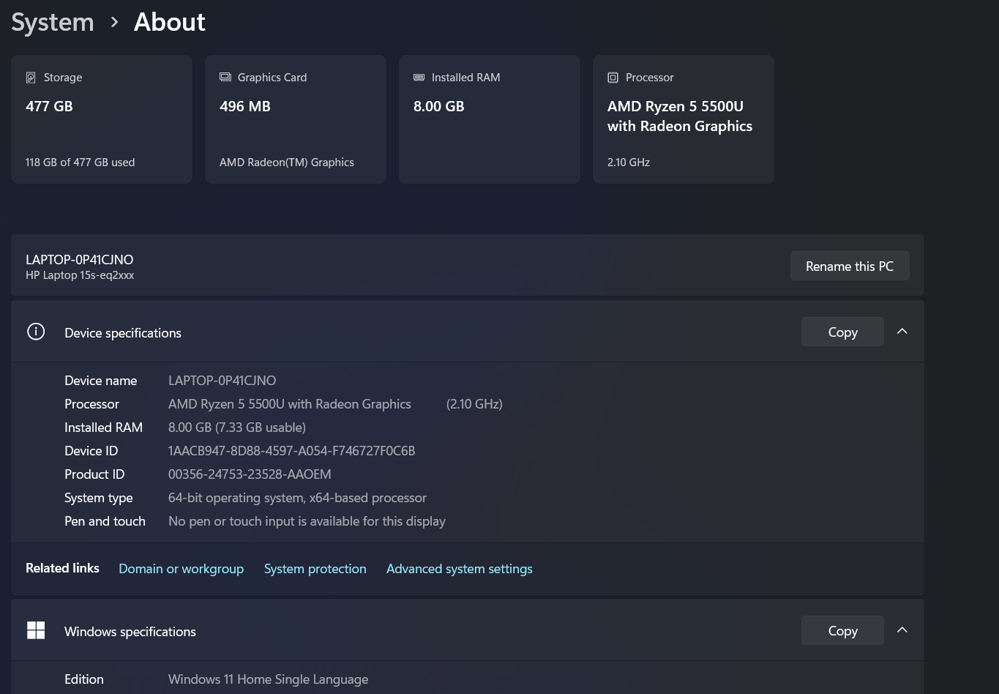 System > About
Storage
477 GB
118 GB of 477 GB used
Graphics Card
496 MB
AMD Radeon(TM) Graphics
Installed RAM
8.00 GB
Processor
AMD Ryzen 5 5500U
with Radeon Graphics
2.10 GHz
LAPTOP-0P41CJNO
HP Laptop 15s-eq2xxx
Rename this PC
Device specifications
Copy
Device name LAPTOP-0P41CJNO
Processor AMD Ryzen 5 5500U with Radeon Graphics (2.10 GHz)
Installed RAM 8.00 GB (7.33 GB usable)
Device ID 1AACB947-8D88-4597-A054-F746727F0C6B
Product ID 00356-24753-23528-AAOEM
System type 64-bit operating system, x64-based processor
Pen and touch No pen or touch input is available for this display
Related links Domain or workgroup System protection Advanced system settings
Windows specifications
Copy
Edition Windows 11 Home Single Language